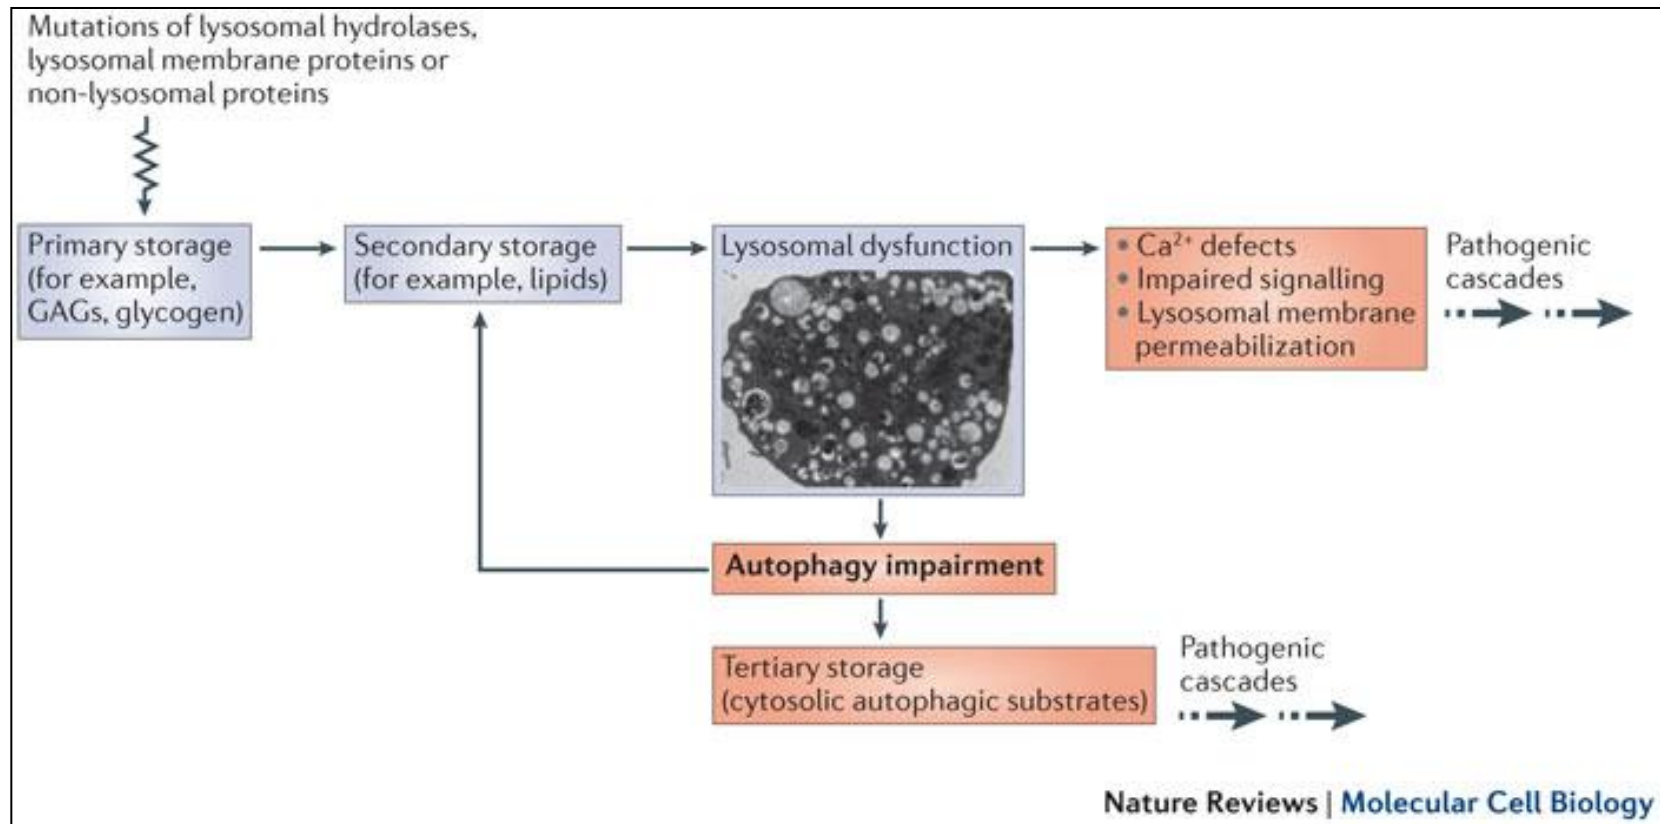 Mutations of lysosomal hydrolases,
lysosomal membrane proteins or
non-lysosomal proteins
Primary storage
(for example,
GAGs, glycogen)
Secondary storage
(for example, lipids)
Lysosomal dysfunction
• Ca²⁺ defects
• Impaired signalling
• Lysosomal membrane
permeabilization
Pathogenic
cascades
Autophagy impairment
Tertiary storage
(cytosolic autophagic substrates)
Pathogenic
cascades
Nature Reviews | Molecular Cell Biology